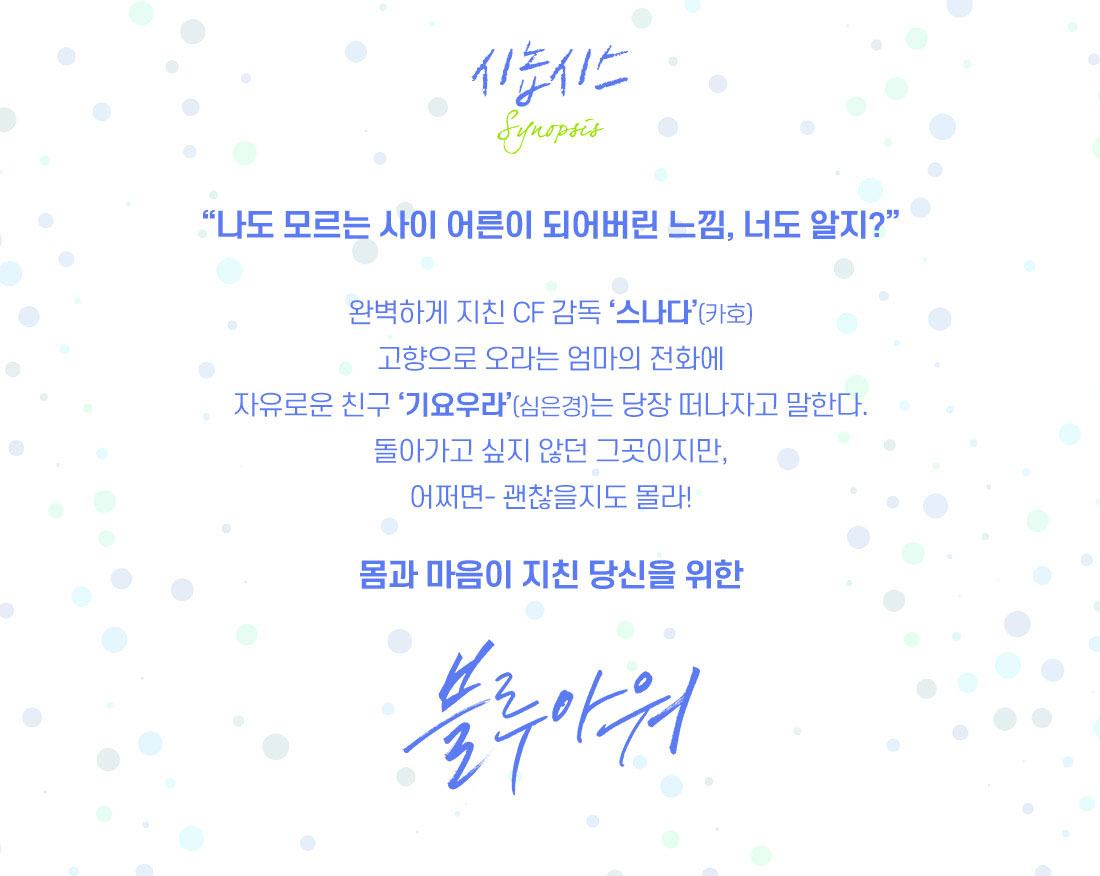 시놉시스
Synopsis
“나도 모르는 사이 어른이 되어버린 느낌, 너도 알지?”
완벽하게 지친 CF 감독 ‘스나다’(카호)
고향으로 오라는 엄마의 전화에
자유로운 친구 ‘기요우라’(심은경)는 당장 떠나자고 말한다.
돌아가고 싶지 않던 그곳이지만,
어쩌면- 괜찮을지도 몰라!
몸과 마음이 지친 당신을 위한
블루 아워